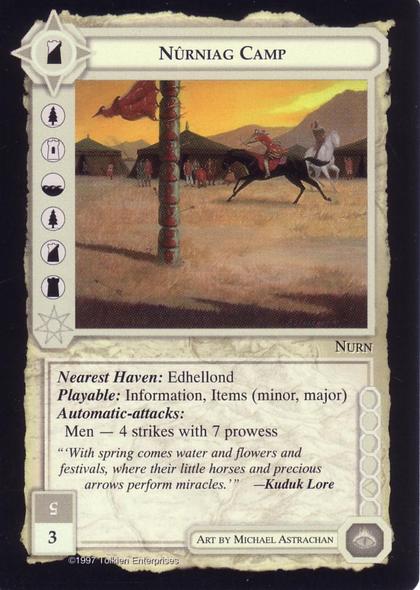 NÛRNIAG CAMP
NURN
Nearest Haven: Edhellond
Playable: Information, Items (minor, major)
Automatic-attacks:
Men — 4 strikes with 7 prowess
“‘With spring comes water and flowers and
festivals, where their little horses and precious
arrows perform miracles.’” —Kuduk Lore
5
3
ART BY MICHAEL ASTRACHAN
©1997 Tolkien Enterprises